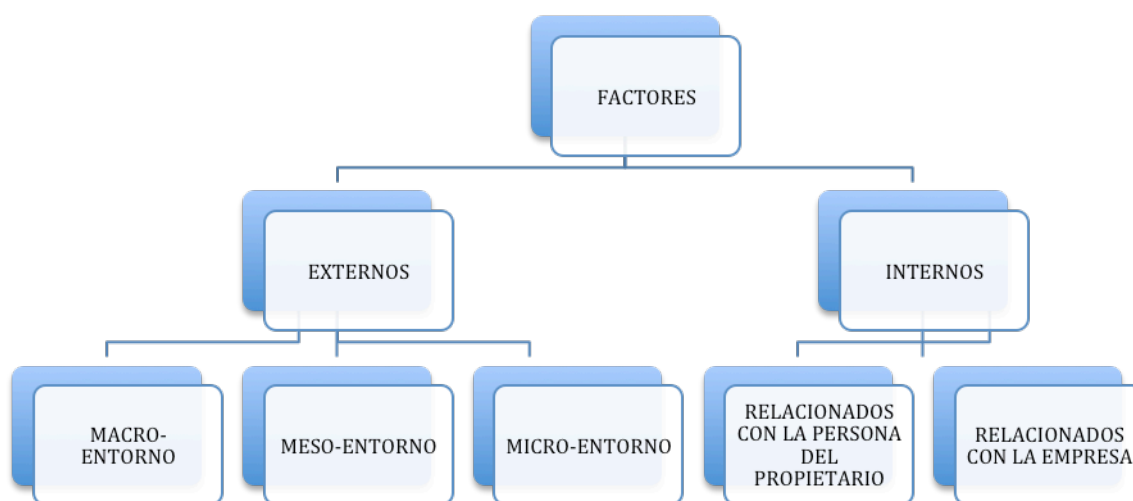 FACTORES
EXTERNOS
INTERNOS
MACRO-
ENTORNO
MESO-ENTORNO
MICRO-ENTORNO
RELACIONADOS
CON LA PERSONA
DEL
PROPIETARIO
RELACIONADOS
CON LA EMPRESA